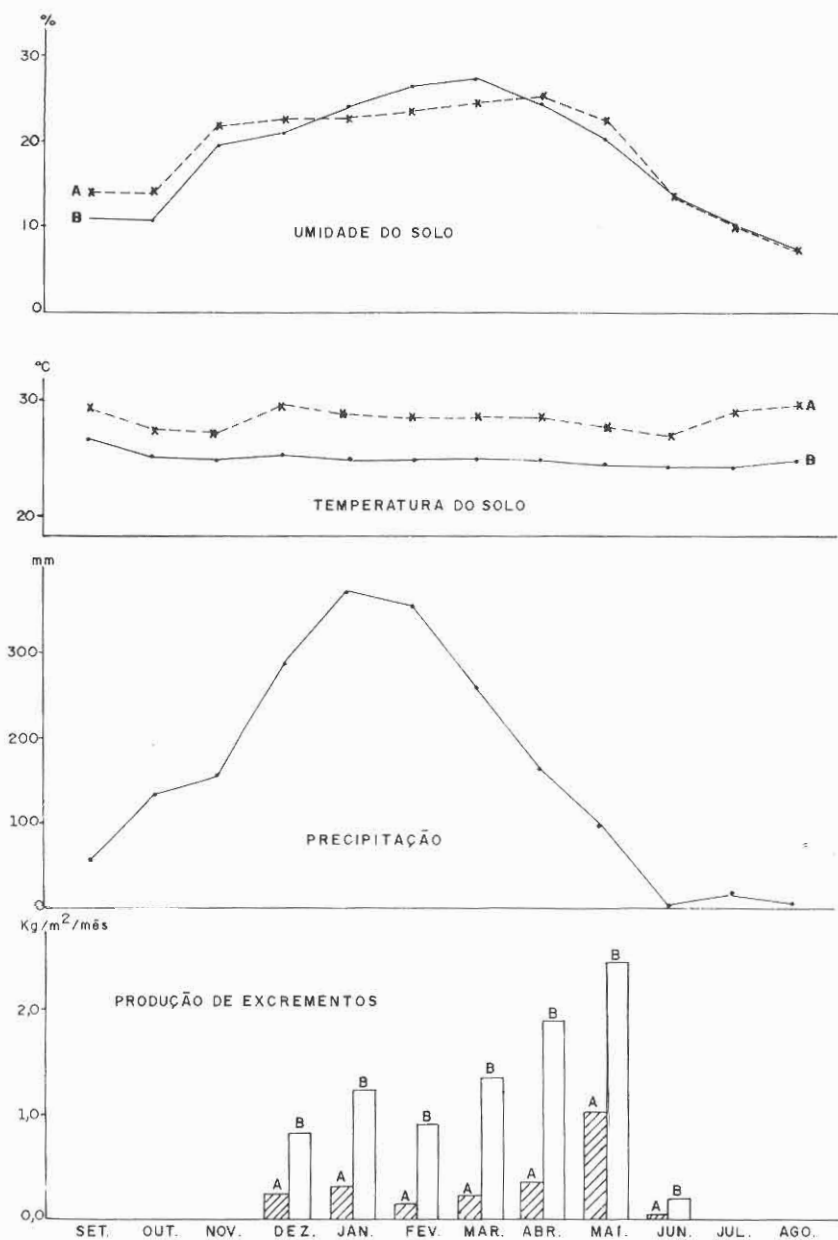 %
30
20
A
B
10
UMIDADE DO SOLO
0
°C
30
A
B
TEMPERATURA DO SOLO
20
mm
300
200
100
PRECIPITAÇÃO
0
Kg/m²/mês
PRODUÇÃO DE EXCREMENTOS
2,0
1,0
0,0
A B A B A B A B A B A B A B
SET. OUT. NOV. DEZ. JAN. FEV. MAR. ABR. MAI. JUN. JUL. AGO.